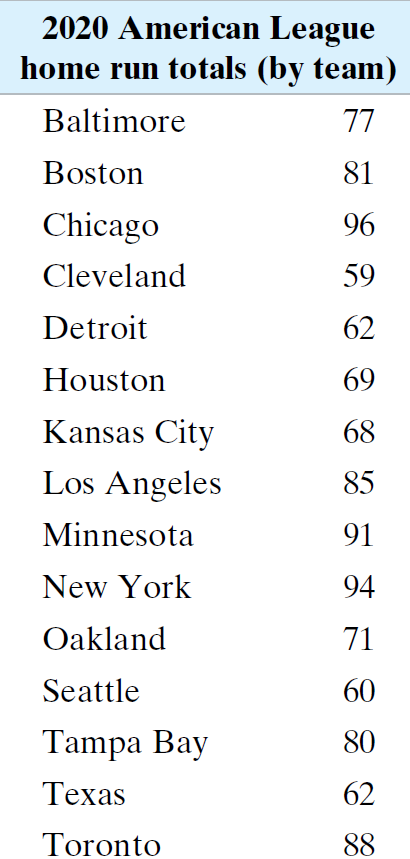 2020 American League
home run totals (by team)
Baltimore 77
Boston 81
Chicago 96
Cleveland 59
Detroit 62
Houston 69
Kansas City 68
Los Angeles 85
Minnesota 91
New York 94
Oakland 71
Seattle 60
Tampa Bay 80
Texas 62
Toronto 88